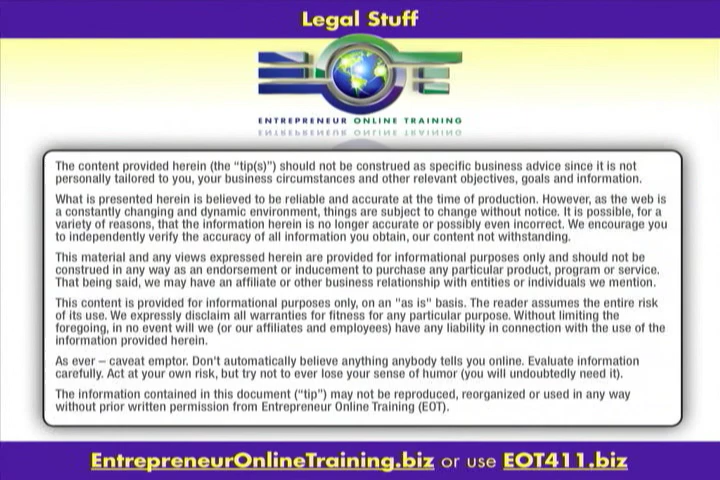 Legal Stuff
EOE
ENTREPRENEUR ONLINE TRAINING
The content provided herein (the “tip(s)”) should not be construed as specific business advice since it is not
personally tailored to you, your business circumstances and other relevant objectives, goals and information.
What is presented herein is believed to be reliable and accurate at the time of production. However, as the web is
a constantly changing and dynamic environment, things are subject to change without notice. It is possible, for a
variety of reasons, that the information herein is no longer accurate or possibly even incorrect. We encourage you
to independently verify the accuracy of all information you obtain, our content not withstanding.
This material and any views expressed herein are provided for informational purposes only and should not be
construed in any way as an endorsement or inducement to purchase any particular product, program or service.
That being said, we may have an affiliate or other business relationship with entities or individuals we mention.
This content is provided for informational purposes only, on an "as is" basis. The reader assumes the entire risk
of its use. We expressly disclaim all warranties for fitness for any particular purpose. Without limiting the
foregoing, in no event will we (or our affiliates and employees) have any liability in connection with the use of the
information provided herein.
As ever – caveat emptor. Don't automatically believe anything anybody tells you online. Evaluate information
carefully. Act at your own risk, but try not to ever lose your sense of humor (you will undoubtedly need it).
The information contained in this document (“tip”) may not be reproduced, reorganized or used in any way
without prior written permission from Entrepreneur Online Training (EOT).
EntrepreneurOnlineTraining.biz or use EOT411.biz